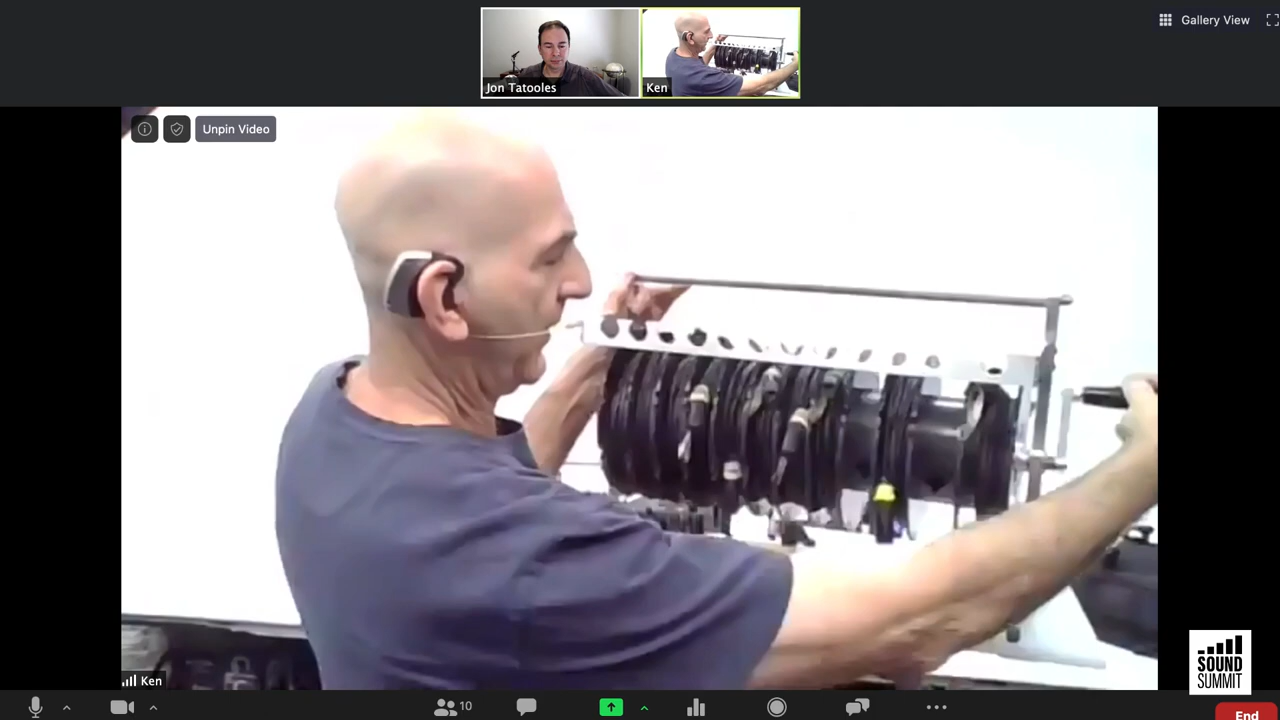 Gallery View
Jon Tatooles
Ken
Unpin Video
Ken
SOUND
SUMMIT
10
End